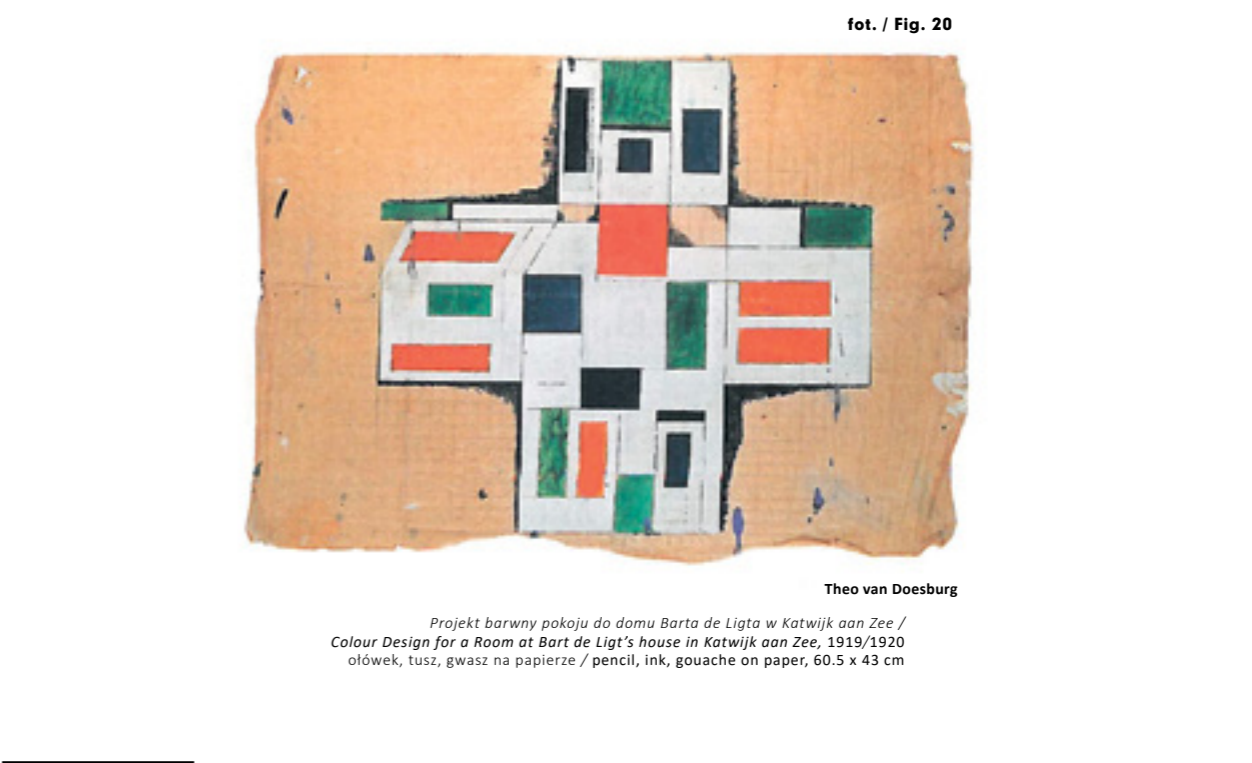 fot. / Fig. 20
Theo van Doesburg
Projekt barwny pokoju do domu Barta de Ligta w Katwijk aan Zee /
Colour Design for a Room at Bart de Ligt’s house in Katwijk aan Zee, 1919/1920
ołówek, tusz, gwasz na papierze / pencil, ink, gouache on paper, 60.5 x 43 cm